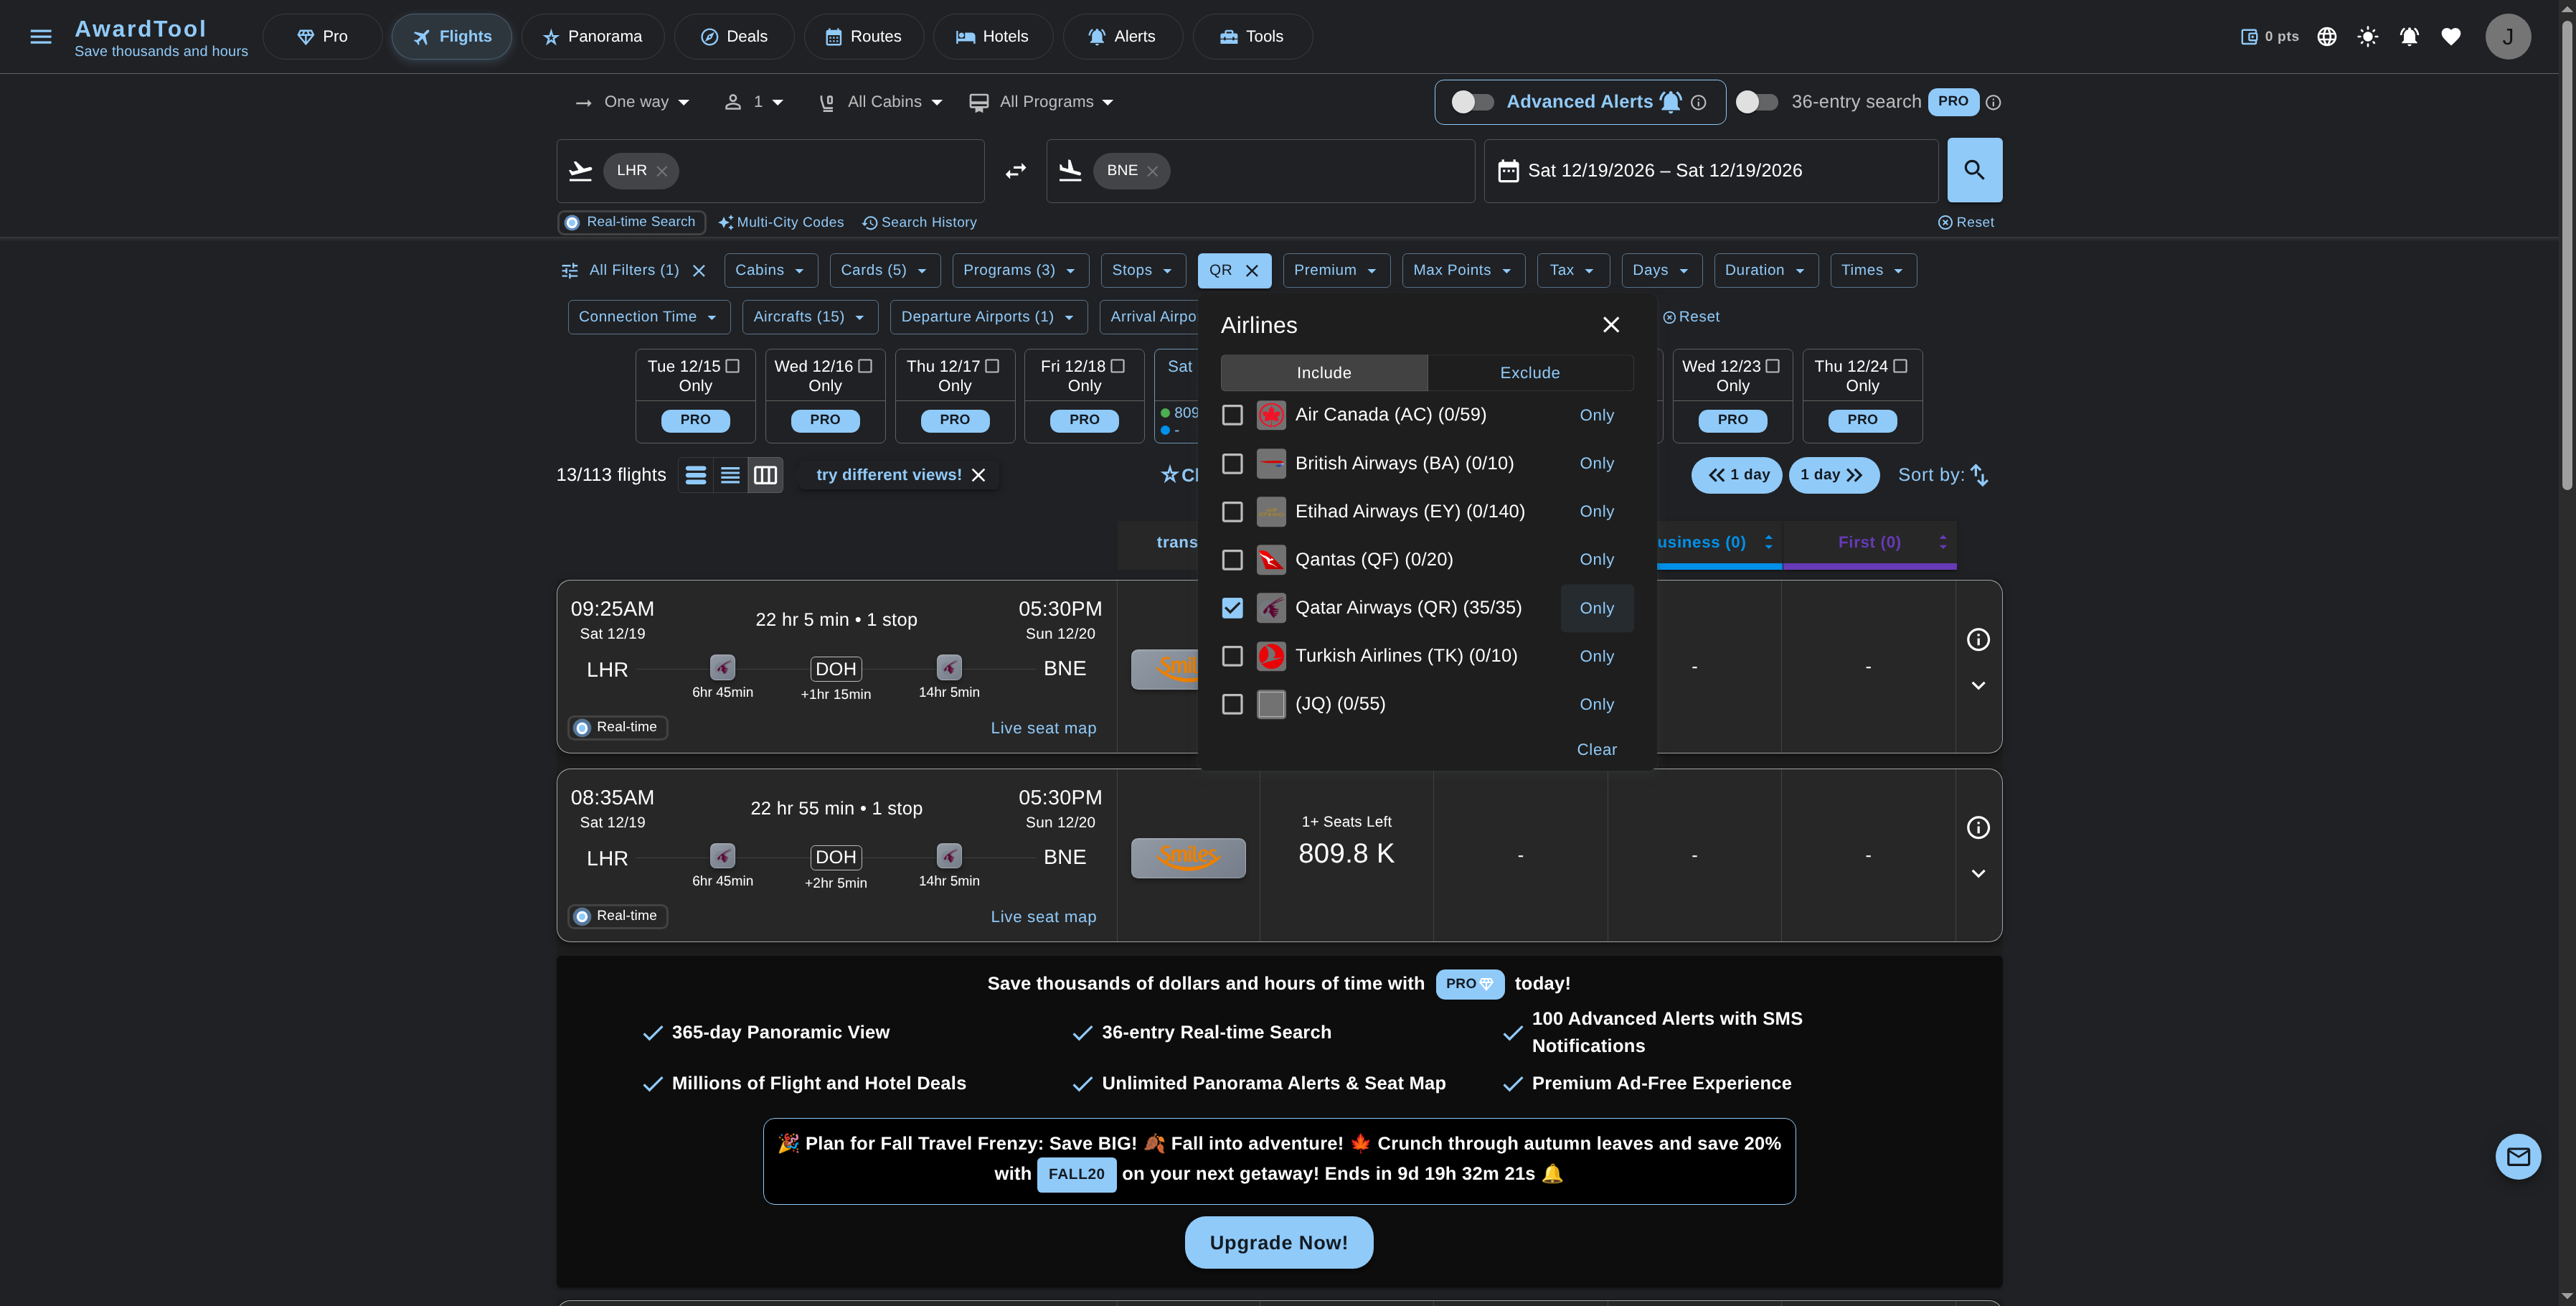 AwardTool
Save thousands and hours
Pro
Flights
Panorama
Deals
Routes
Hotels
Alerts
Tools
0 pts
J
One way
1
All Cabins
All Programs
Advanced Alerts
36-entry search PRO
LHR
BNE
Sat 12/19/2026 – Sat 12/19/2026
Real-time Search
Multi-City Codes
Search History
Reset
All Filters (1)
Cabins
Cards (5)
Programs (3)
Stops
QR
Premium
Max Points
Tax
Days
Duration
Times
Connection Time
Aircrafts (15)
Departure Airports (1)
Arrival Airpo
Reset
Airlines
Include
Exclude
Air Canada (AC) (0/59) Only
British Airways (BA) (0/10) Only
Etihad Airways (EY) (0/140) Only
Qantas (QF) (0/20) Only
Qatar Airways (QR) (35/35) Only
Turkish Airlines (TK) (0/10) Only
(JQ) (0/55) Only
Clear
Tue 12/15
Only
PRO
Wed 12/16
Only
PRO
Thu 12/17
Only
PRO
Fri 12/18
Only
PRO
Sat
809
-
Wed 12/23
Only
PRO
Thu 12/24
Only
PRO
13/113 flights
try different views!
1 day
1 day
Sort by:
trans
usiness (0)
First (0)
09:25AM
Sat 12/19
22 hr 5 min • 1 stop
05:30PM
Sun 12/20
LHR
6hr 45min
DOH
+1hr 15min
14hr 5min
BNE
Real-time
Live seat map
-
-
08:35AM
Sat 12/19
22 hr 55 min • 1 stop
05:30PM
Sun 12/20
LHR
6hr 45min
DOH
+2hr 5min
14hr 5min
BNE
Real-time
Live seat map
Smiles
1+ Seats Left
809.8 K
-
-
-
Save thousands of dollars and hours of time with PRO today!
365-day Panoramic View
36-entry Real-time Search
100 Advanced Alerts with SMS
Notifications
Millions of Flight and Hotel Deals
Unlimited Panorama Alerts & Seat Map
Premium Ad-Free Experience
🎉 Plan for Fall Travel Frenzy: Save BIG! 🍂 Fall into adventure! 🍁 Crunch through autumn leaves and save 20%
with FALL20 on your next getaway! Ends in 9d 19h 32m 21s 🔔
Upgrade Now!